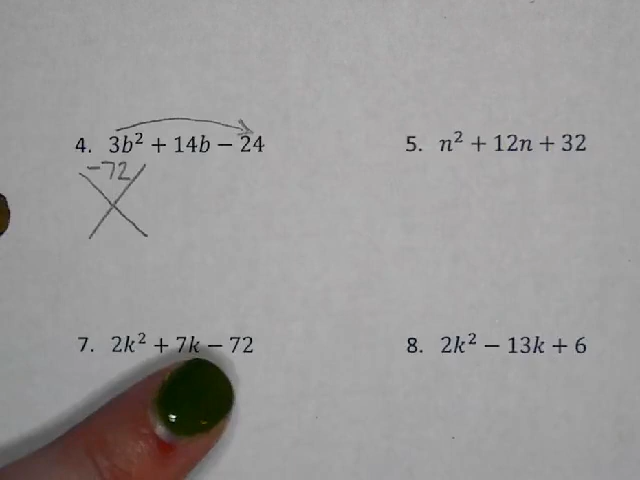 4. 3b² + 14b − 24
-72
5. n² + 12n + 32
7. 2k² + 7k − 72
8. 2k² − 13k + 6